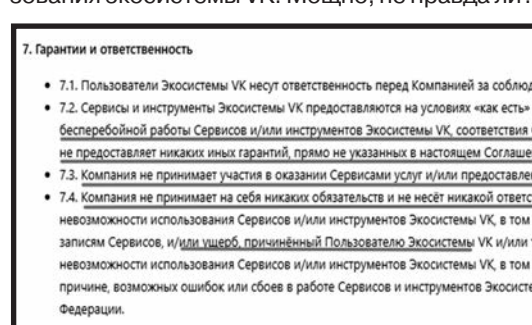 зования экосистемы VK. Мощно, не правда ли?
7. Гарантии и ответственность
• 7.1. Пользователи Экосистемы VK несут ответственность перед Компанией за соблюд
• 7.2. Сервисы и инструменты Экосистемы VK предоставляются на условиях «как есть»
бесперебойной работы Сервисов и/или инструментов Экосистемы VK, соответствия
не предоставляет никаких иных гарантий, прямо не указанных в настоящем Соглаше
• 7.3. Компания не принимает участия в оказании Сервисами услуг и/или предоставле
• 7.4. Компания не принимает на себя никаких обязательств и не несёт никакой ответс
невозможности использования Сервисов и/или инструментов Экосистемы VK, в том
записям Сервисов, и/или ущерб, причинённый Пользователю Экосистемы VK и/или
невозможности использования Сервисов и/или инструментов Экосистемы VK, в том
причине, возможных ошибок или сбоев в работе Сервисов и инструментов Экосисте
Федерации.